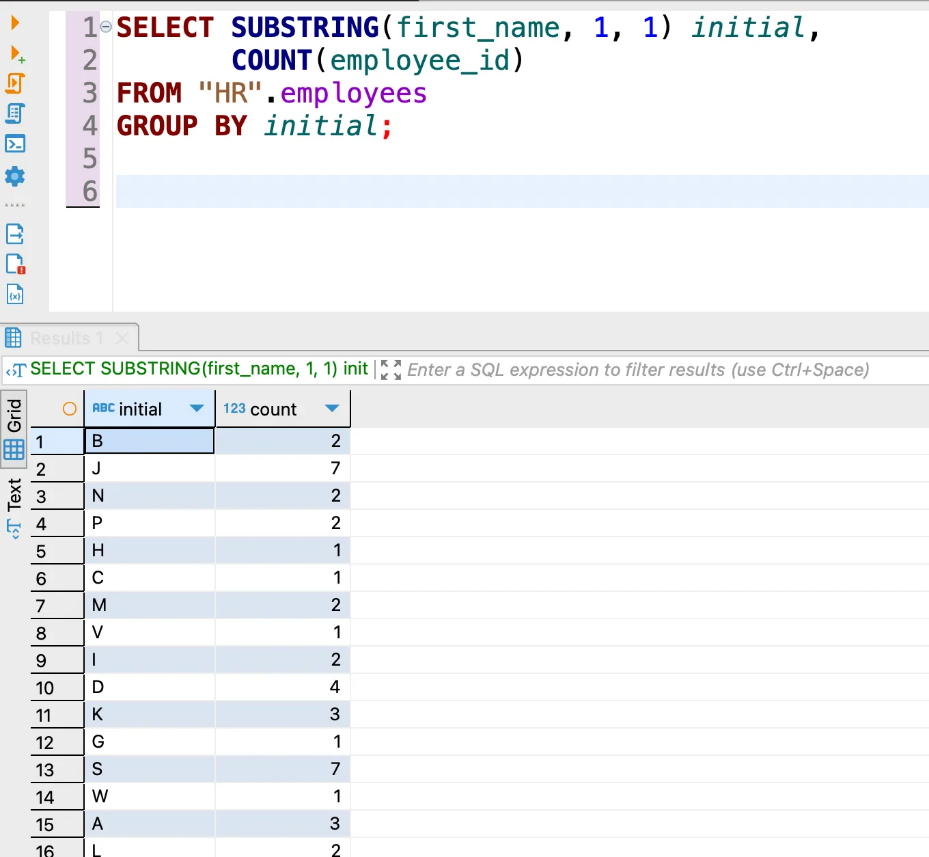 1 SELECT SUBSTRING(first_name, 1, 1) initial,
2 COUNT(employee_id)
3 FROM "HR".employees
4 GROUP BY initial;
5
6
Results 1
SELECT SUBSTRING(first_name, 1, 1) init Enter a SQL expression to filter results (use Ctrl+Space)
Grid
Text
ABC initial 123 count
1 B 2
2 J 7
3 N 2
4 P 2
5 H 1
6 C 1
7 M 2
8 V 1
9 I 2
10 D 4
11 K 3
12 G 1
13 S 7
14 W 1
15 A 3
16 L 2